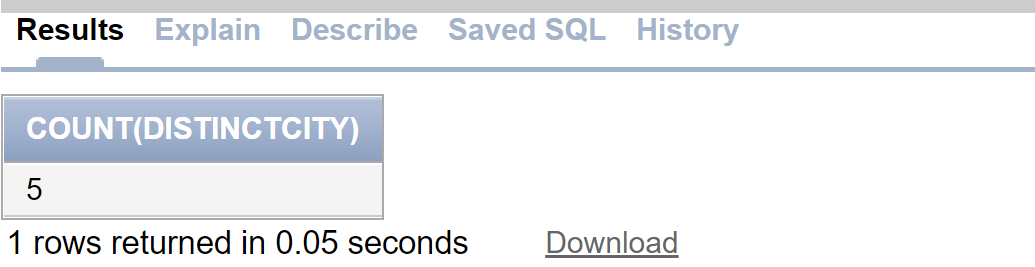 Results Explain Describe Saved SQL History
COUNT(DISTINCTCITY)
5
1 rows returned in 0.05 seconds Download